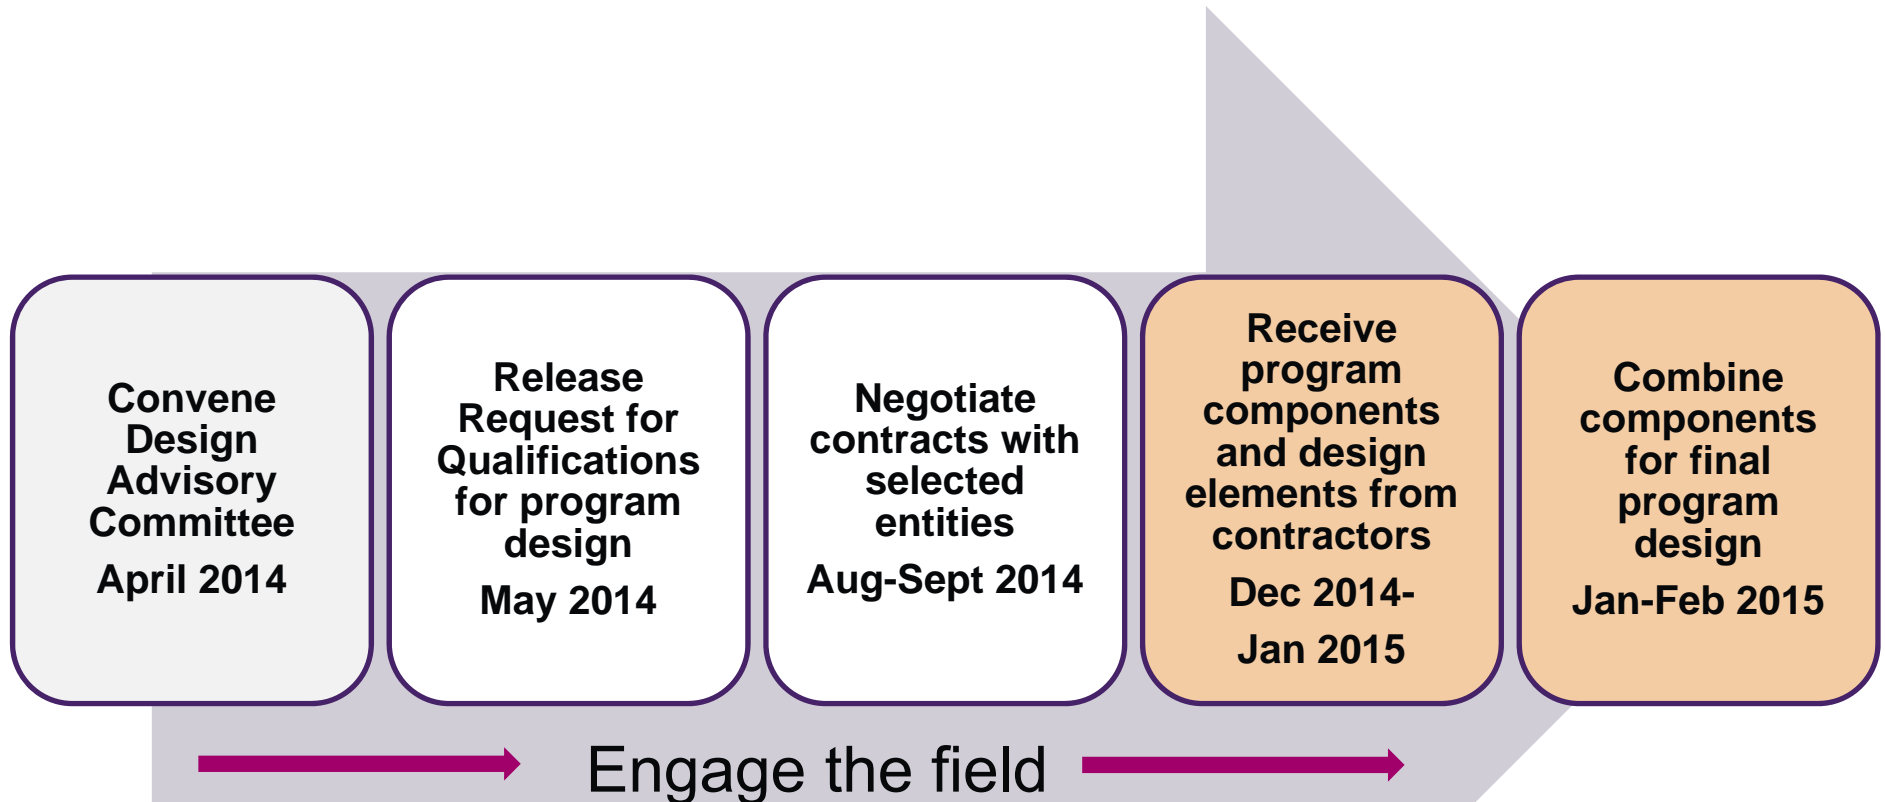 Convene
Design
Advisory
Committee
April 2014
Release
Request for
Qualifications
for program
design
May 2014
Negotiate
contracts with
selected
entities
Aug-Sept 2014
Receive
program
components
and design
elements from
contractors
Dec 2014-
Jan 2015
Combine
components
for final
program
design
Jan-Feb 2015
Engage the field